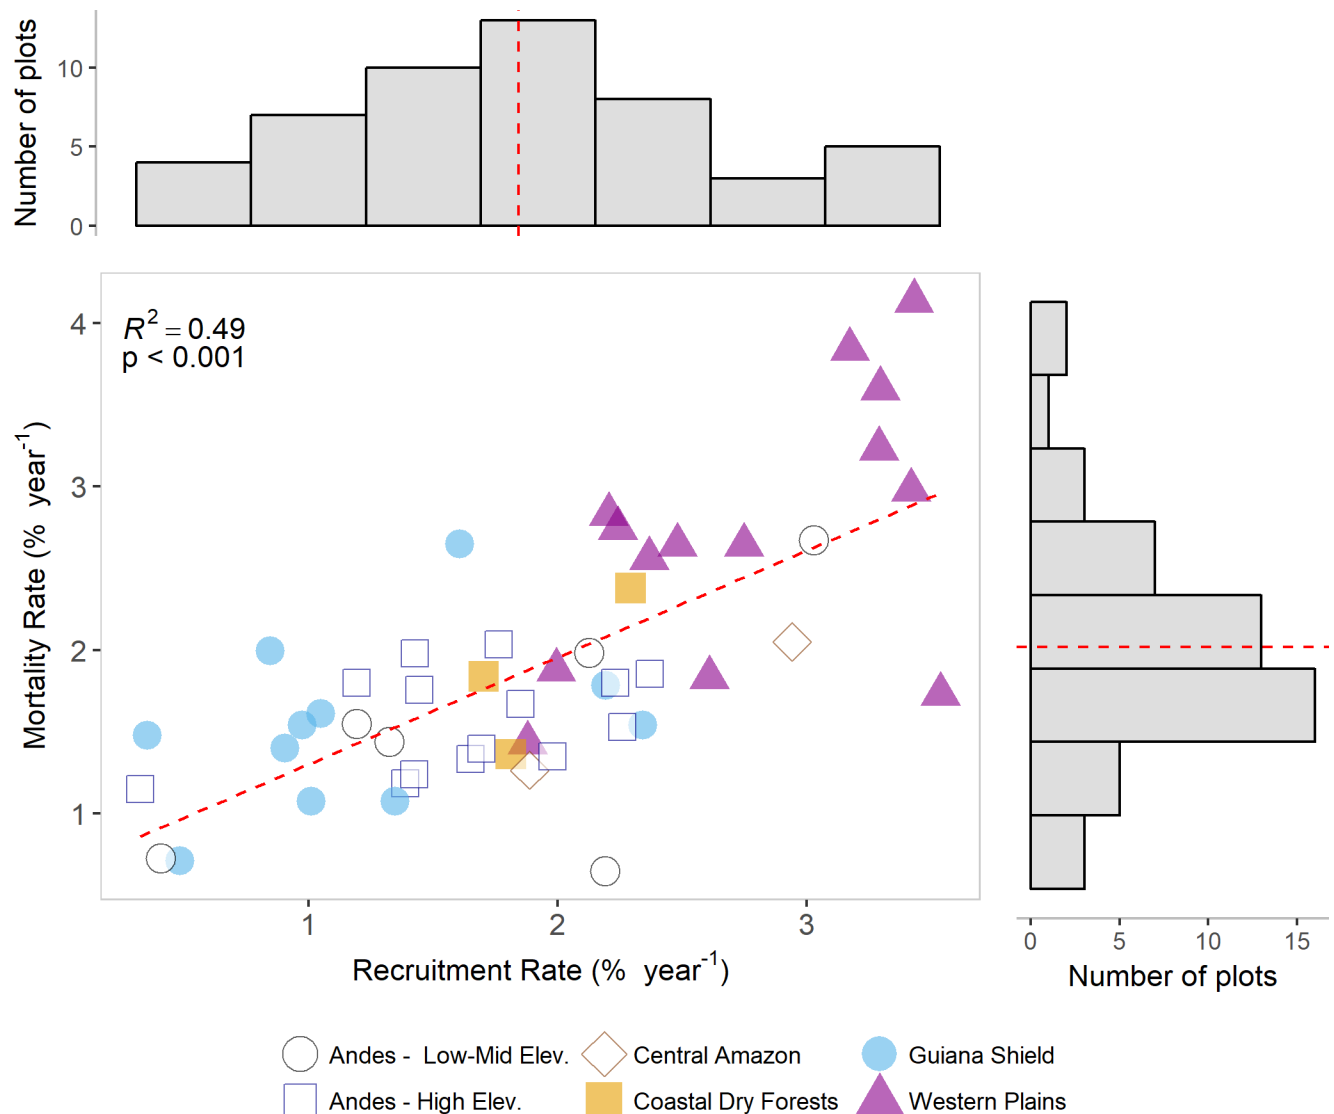 Number of plots
10
5
0
R² = 0.49
p < 0.001
Mortality Rate (% year⁻¹)
4
3
2
1
1 2 3
Recruitment Rate (% year⁻¹)
0 5 10 15
Number of plots
Andes - Low-Mid Elev. Central Amazon Guiana Shield
Andes - High Elev. Coastal Dry Forests Western Plains